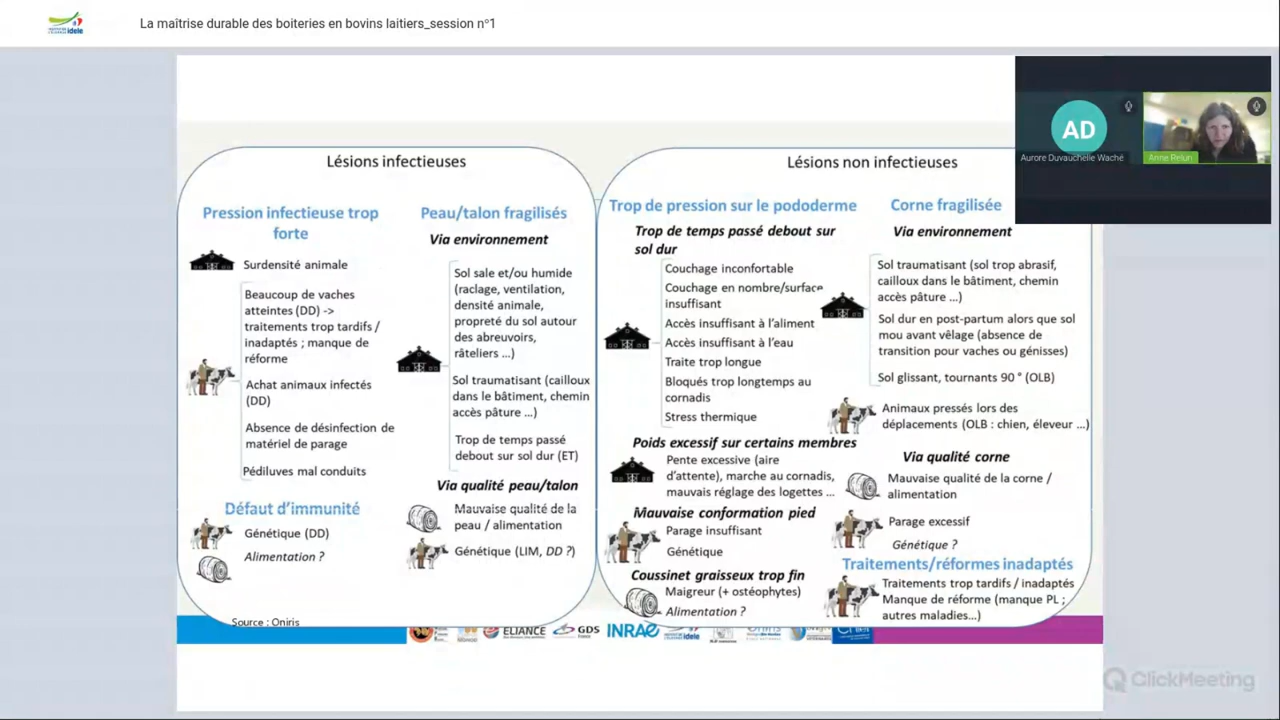 La maîtrise durable des boiteries en bovins laitiers_session n°1
idele
AD
Aurore Duvauchelle Waché
Anne Relun
Lésions infectieuses
Pression infectieuse trop
forte
Surdensité animale
Beaucoup de vaches
atteintes (DD) ->
traitements trop tardifs /
inadaptés ; manque de
réforme
Achat animaux infectés
(DD)
Absence de désinfection de
matériel de parage
Pédiluves mal conduits
Défaut d'immunité
Génétique (DD)
Alimentation ?
Peau/talon fragilisés
Via environnement
Sol sale et/ou humide
(raclage, ventilation,
densité animale,
propreté du sol autour
des abreuvoirs,
râteliers ...)
Sol traumatisant (cailloux
dans le bâtiment, chemin
accès pâture ...)
Trop de temps passé
debout sur sol dur (ET)
Via qualité peau/talon
Mauvaise qualité de la
peau / alimentation
Génétique (LIM, DD ?)
Lésions non infectieuses
Trop de pression sur le pododerme
Trop de temps passé debout sur
sol dur
Couchage inconfortable
Couchage en nombre/surface
insuffisant
Accès insuffisant à l'aliment
Accès insuffisant à l'eau
Traite trop longue
Bloqués trop longtemps au
cornadis
Stress thermique
Poids excessif sur certains membres
Pente excessive (aire
d'attente), marche au cornadis,
mauvais réglage des logettes ...
Mauvaise conformation pied
Parage insuffisant
Génétique
Coussinet graisseux trop fin
Maigreur (+ ostéophytes)
Alimentation ?
Corne fragilisée
Via environnement
Sol traumatisant (sol trop abrasif,
cailloux dans le bâtiment, chemin
accès pâture ...)
Sol dur en post-partum alors que sol
mou avant vêlage (absence de
transition pour vaches ou génisses)
Sol glissant, tournants 90 ° (OLB)
Animaux pressés lors des
déplacements (OLB : chien, éleveur ...)
Via qualité corne
Mauvaise qualité de la corne /
alimentation
Parage excessif
Génétique ?
Traitements/réformes inadaptés
Traitements trop tardifs / inadaptés
Manque de réforme (manque PL ;
autres maladies...)
Source : Oniris
ELIANCE
GDS
INRAE
idele
ClickMeeting